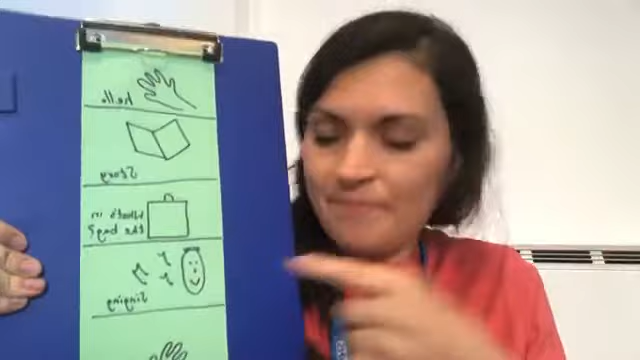 hello
Story
What's in
the bag?
Singing